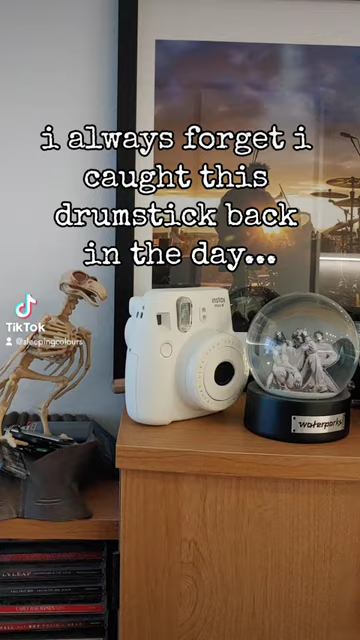 i always forget i
caught this
drumstick back
in the day...
TikTok
@sleepingcolours
instax
waterparks